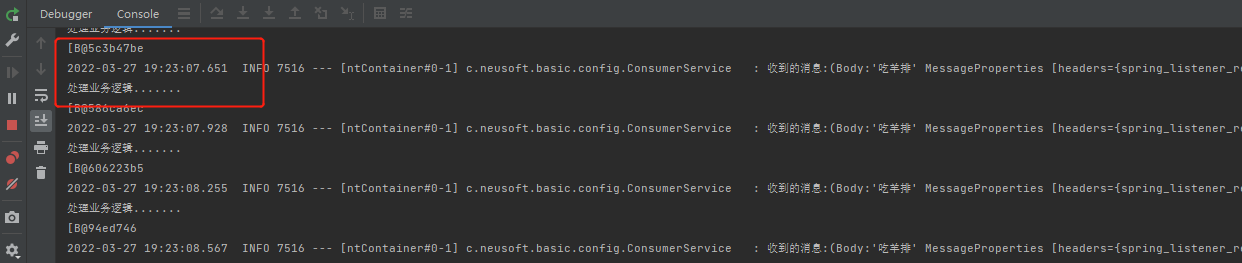 Debugger Console
处理业务逻辑.......
[B@5c3b47be
2022-03-27 19:23:07.651 INFO 7516 --- [ntContainer#0-1] c.neusoft.basic.config.ConsumerService : 收到的消息:(Body:'吃羊排' MessageProperties [headers={spring_listener_re
处理业务逻辑.......
[B@586ca6ec
2022-03-27 19:23:07.928 INFO 7516 --- [ntContainer#0-1] c.neusoft.basic.config.ConsumerService : 收到的消息:(Body:'吃羊排' MessageProperties [headers={spring_listener_re
处理业务逻辑.......
[B@606223b5
2022-03-27 19:23:08.255 INFO 7516 --- [ntContainer#0-1] c.neusoft.basic.config.ConsumerService : 收到的消息:(Body:'吃羊排' MessageProperties [headers={spring_listener_re
处理业务逻辑.......
[B@94ed746
2022-03-27 19:23:08.567 INFO 7516 --- [ntContainer#0-1] c.neusoft.basic.config.ConsumerService : 收到的消息:(Body:'吃羊排' MessageProperties [headers={spring_listener_re